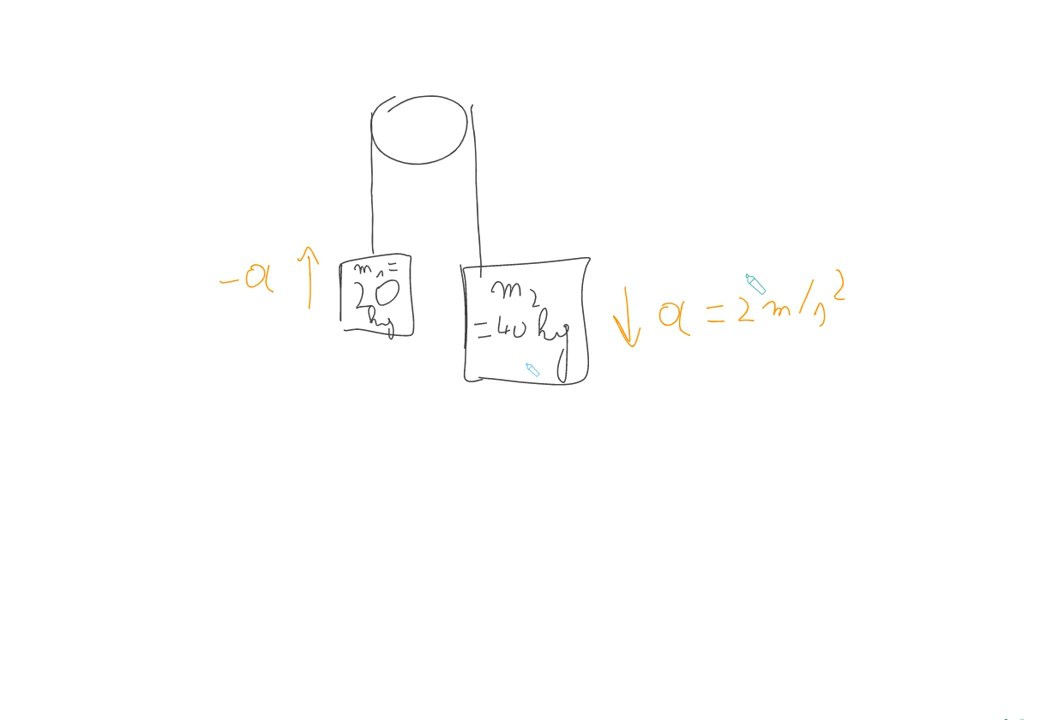 -a
m₁ =
20
kg
m₂
= 40 kg
a = 2 m/s²